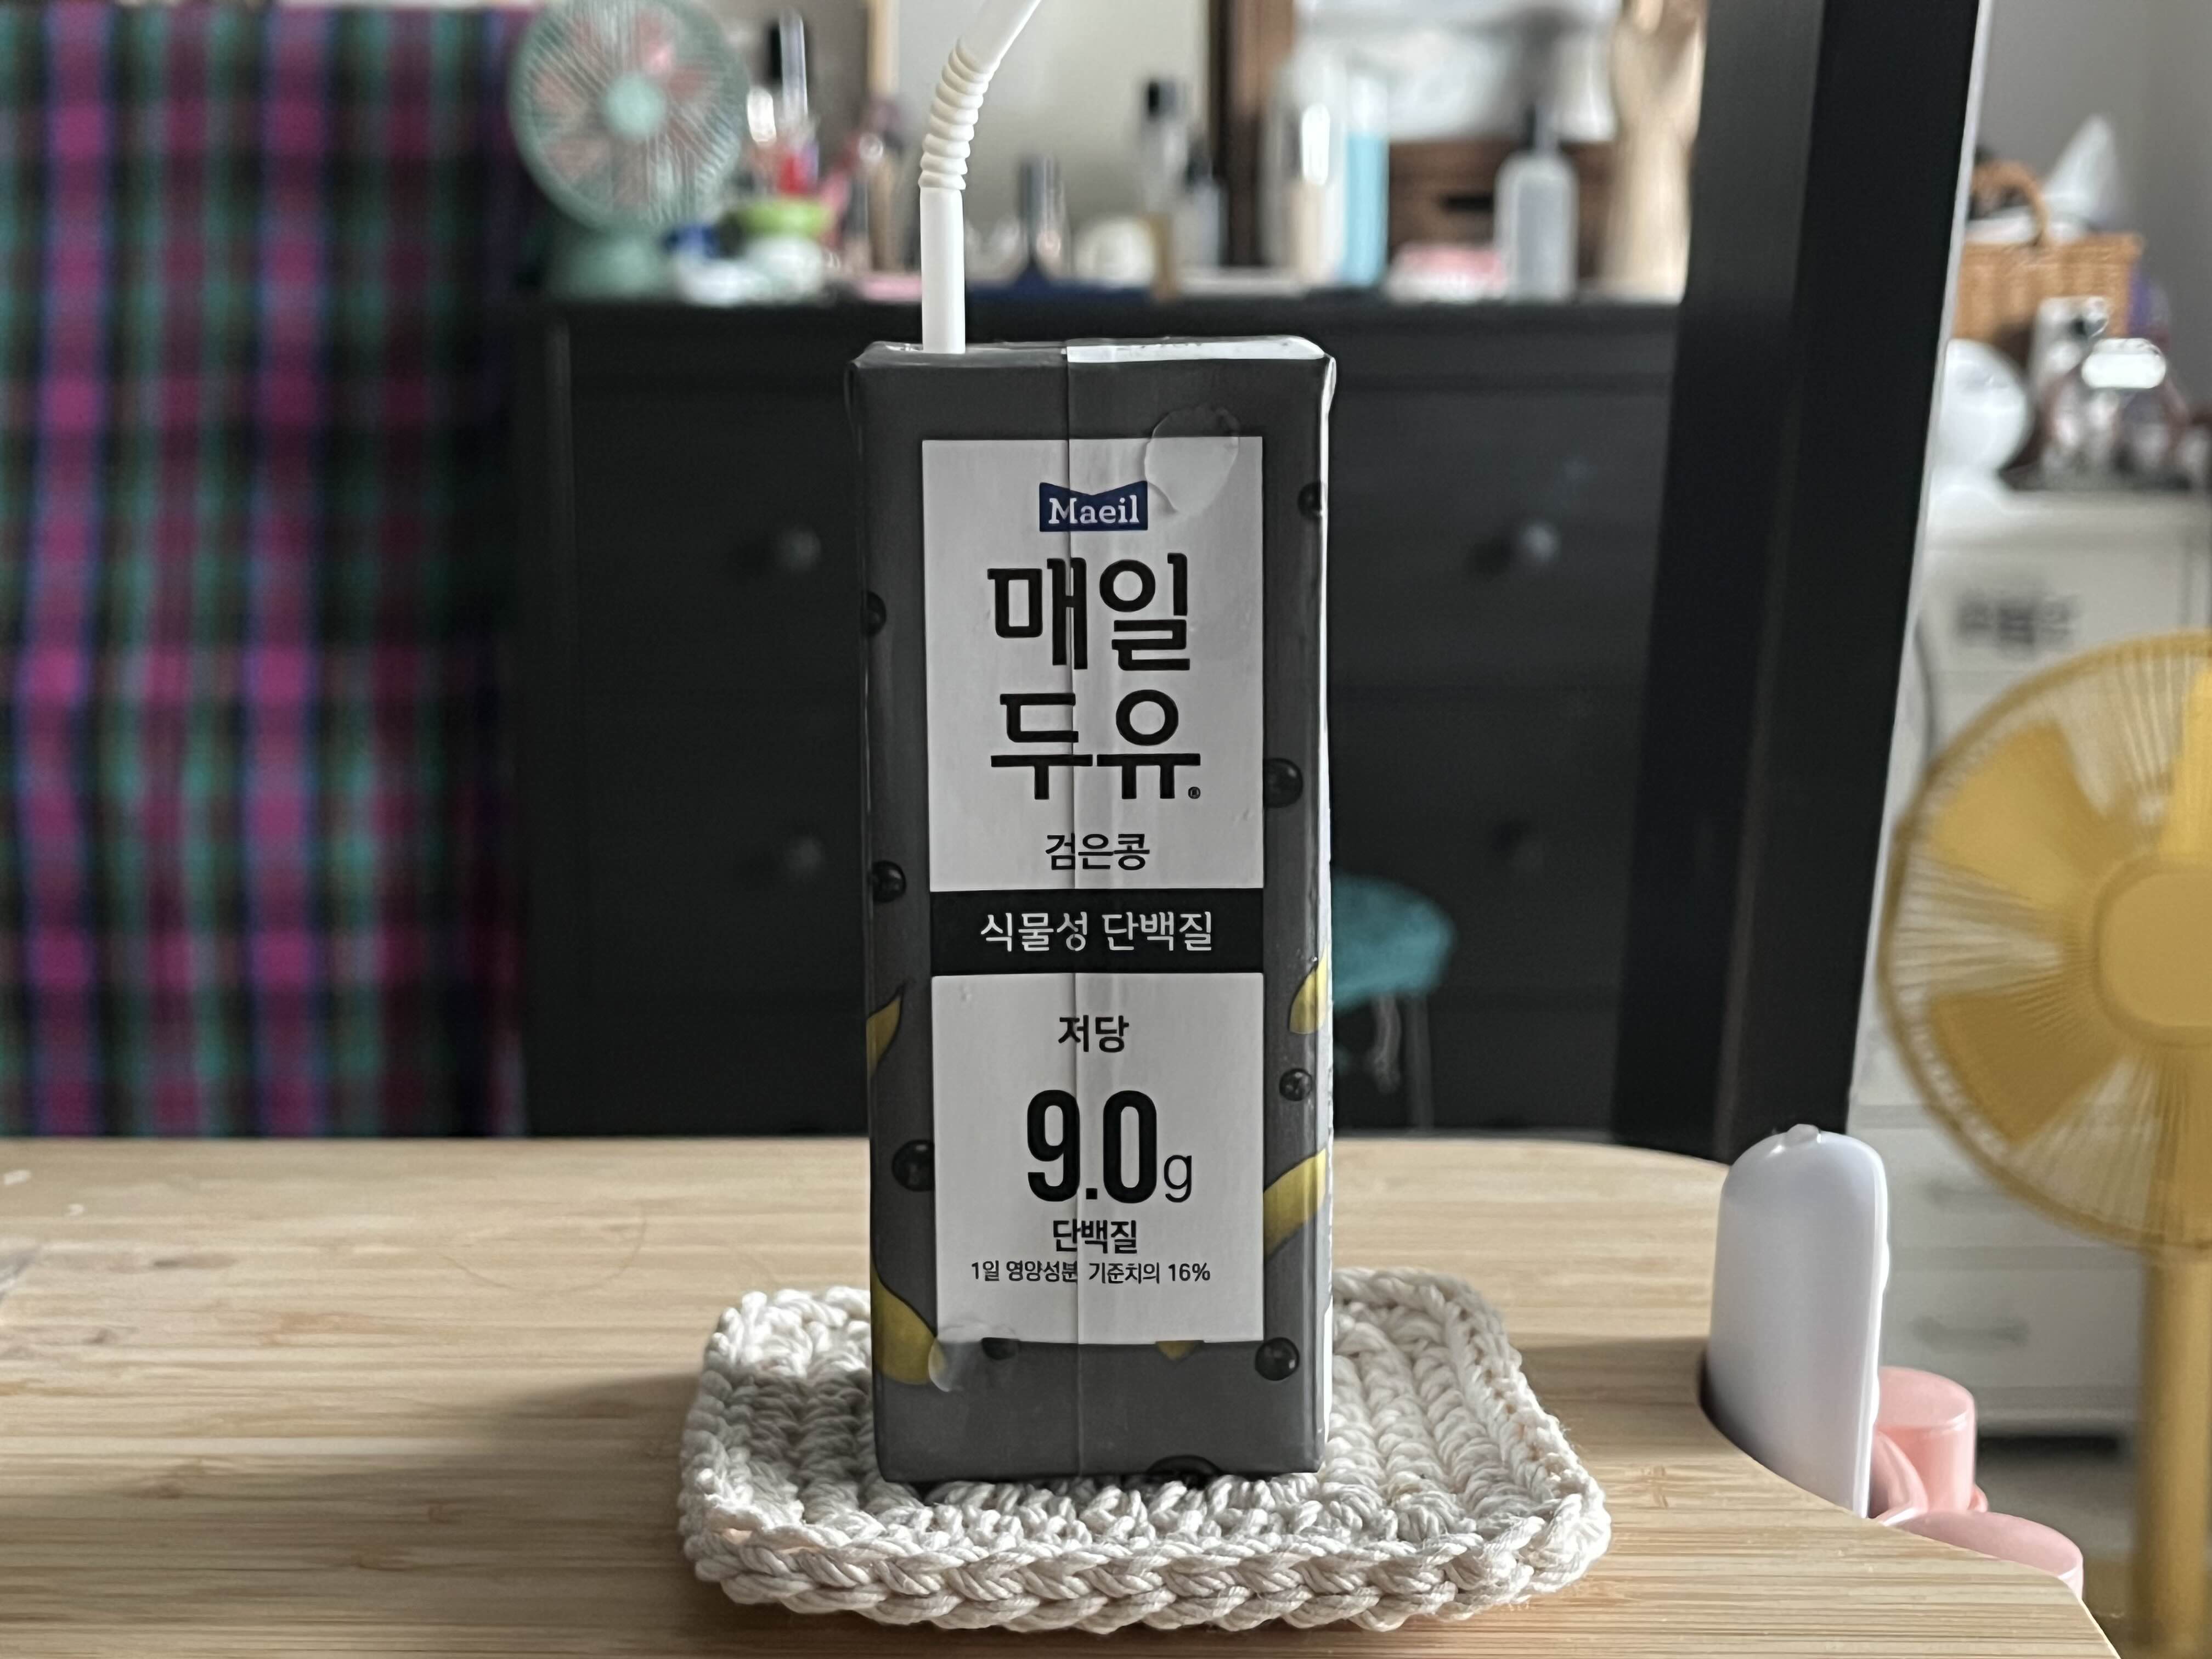 Maeil
매일
두유®
검은콩
식물성 단백질
저당
9.0g
단백질
1일 영양성분 기준치의 16%